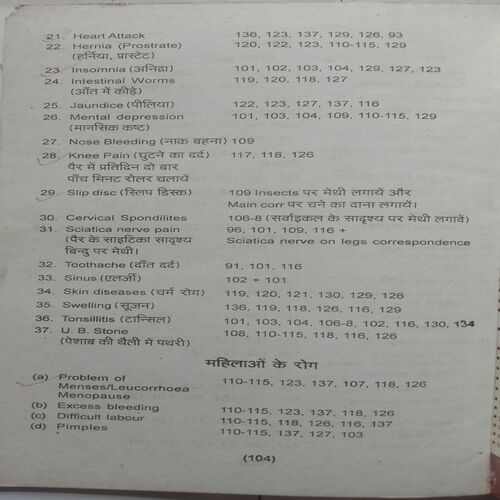 21. Heart Attack 136, 123, 137, 129, 126, 93
22. Hernia (Prostrate) 120, 122, 123, 110-115, 129
(हर्निया, प्रास्टेट)
23. Insomnia (अनिद्रा) 101, 102, 103, 104, 129, 127, 123
24. Intestinal Worms 119, 120, 118, 127
(आँत में कीड़े)
25. Jaundice (पीलिया) 122, 123, 127, 137, 116
26. Mental depression 101, 103, 104, 109, 110-115, 129
(मानसिक कष्ट)
27. Nose Bleeding (नाक बहना) 109
28. Knee Pain (घुटने का दर्द) 117, 118, 126
पैर में प्रतिदिन दो बार
पाँच मिनट रोलर चलावें
29. Slip disc (स्लिप डिस्क) 109 Insects पर मेथी लगावें और
Main corr पर चने का दाना लगावें।
30. Cervical Spondilites 106-8 (सर्वाइकल के सादृश्य पर मेथी लगावें)
31. Sciatica nerve pain 96, 101, 109, 116 +
(पैर के साइटिका सादृश्य Sciatica nerve on legs correspondence
बिन्दु पर मेथी।
32. Toothache (दाँत दर्द) 91, 101, 116
33. Sinus (एलर्जी) 102 + 101
34. Skin diseases (चर्म रोग) 119, 120, 121. 130, 129, 126
35. Swelling (सूजन) 136, 119, 118, 126, 116, 129
36. Tonsillitis (टान्सिल) 101, 103, 104, 106-8, 102, 116, 130, 134
37. U. B. Stone 108, 110-115, 118, 116, 126
(पेशाब की थैली में पथरी)
महिलाओं के रोग
(a) Problem of 110-115, 123, 137, 107, 118, 126
Menses/Leucorrhoea
Menopause
(b) Excess bleeding 110-115, 123, 137, 118, 126
(c) Difficult labour 110-115, 118, 126, 116, 137
(d) Pimples 110-115, 137, 127, 103
(104)